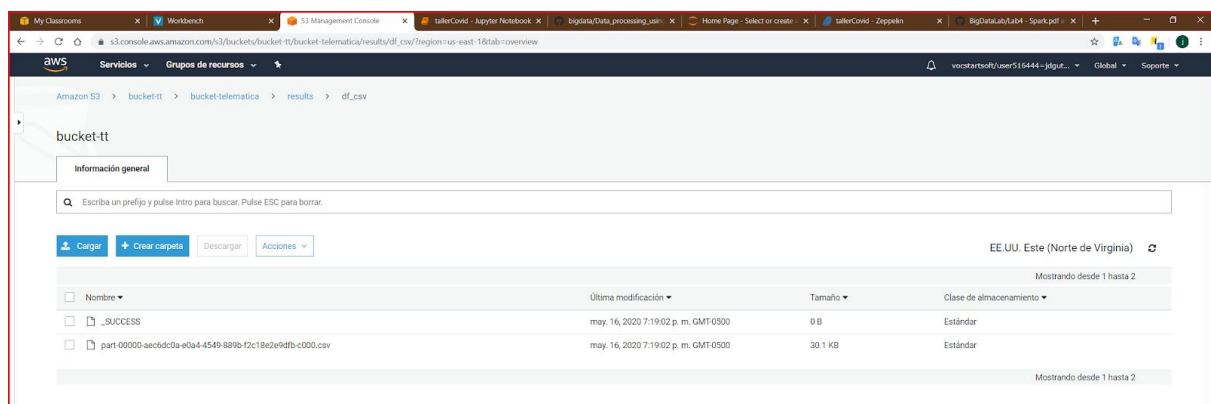 My Classrooms Workbench S3 Management Console tallerCovid - Jupyter Notebook bigdata/Data_processing_using Home Page - Select or create a tallerCovid - Zeppelin BigDataLab/Lab4 - Spark.pdf a
s3.console.aws.amazon.com/s3/buckets/bucket-tt/bucket-telematica/results/df_csv/?region=us-east-1&tab=overview
aws Servicios Grupos de recursos vocstartsoft/user516444=jdgut... Global Soporte
Amazon S3 > bucket-tt > bucket-telematica > results > df_csv
bucket-tt
Información general
Escriba un prefijo y pulse Intro para buscar. Pulse ESC para borrar.
Cargar + Crear carpeta Descargar Acciones EE.UU. Este (Norte de Virginia)
Mostrando desde 1 hasta 2
Nombre Última modificación Tamaño Clase de almacenamiento
_SUCCESS may. 16, 2020 7:19:02 p. m. GMT-0500 0 B Estándar
part-00000-aec6dc0a-e0a4-4549-889b-f2c18e2e9dfb-c000.csv may. 16, 2020 7:19:02 p. m. GMT-0500 30.1 KB Estándar
Mostrando desde 1 hasta 2